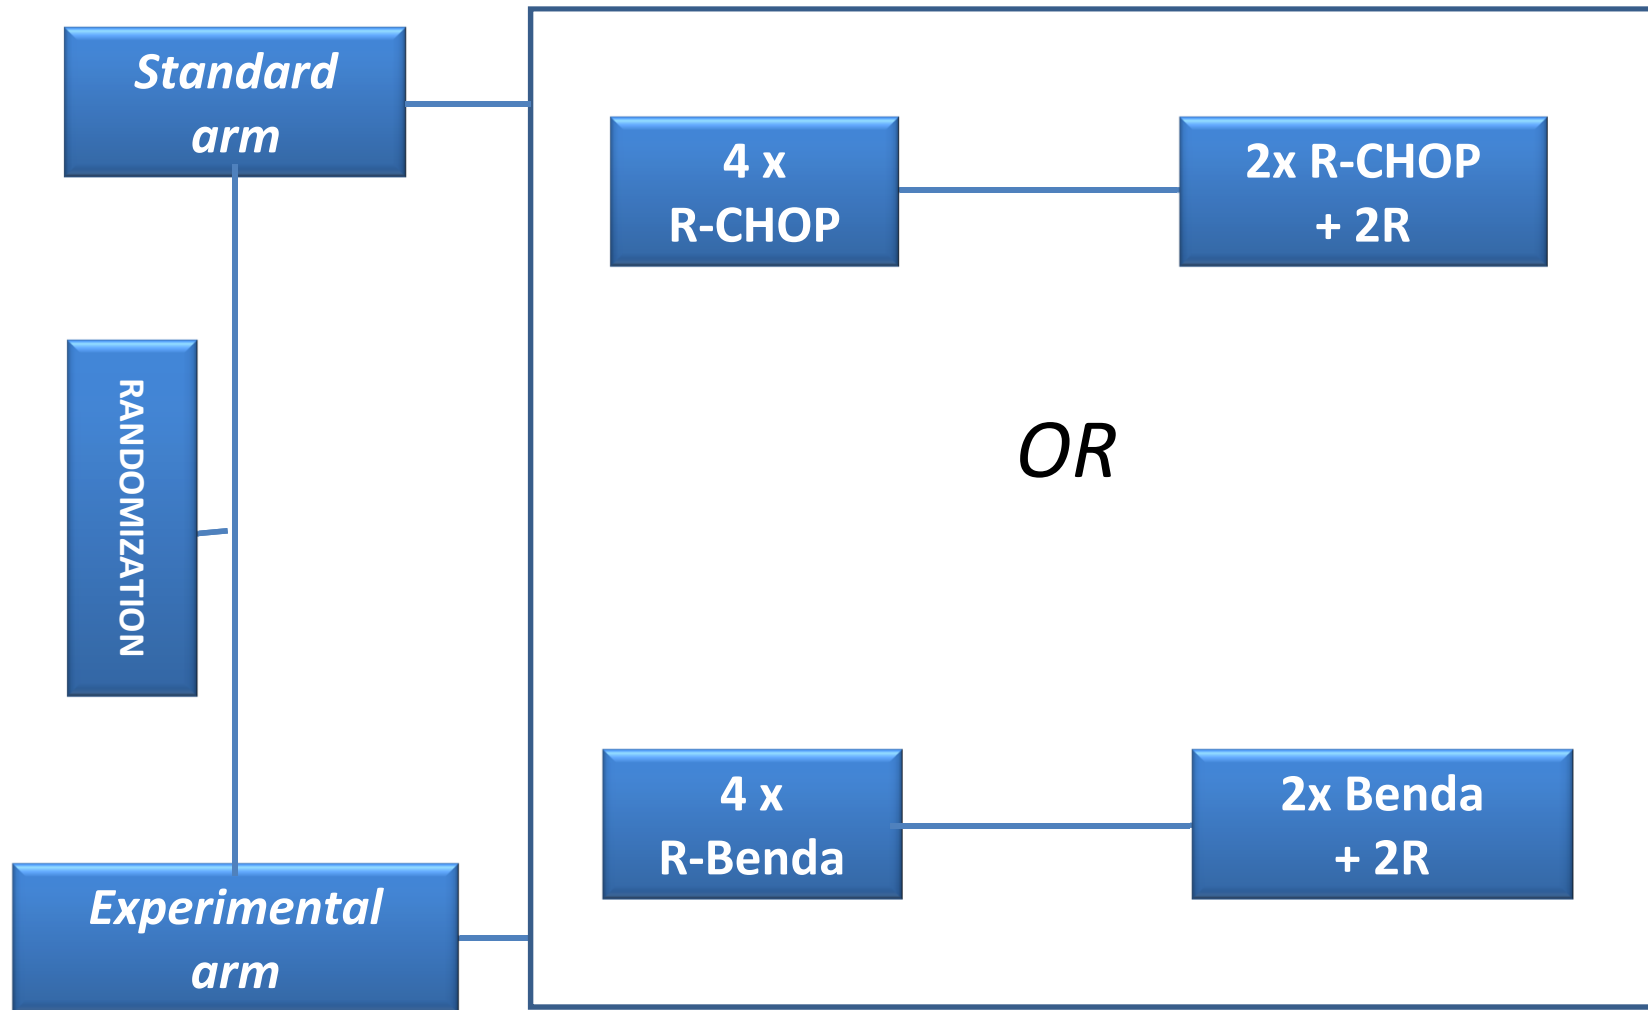 Standard
arm
4 x
R-CHOP
2x R-CHOP
+ 2R
RANDOMIZATION
OR
4 x
R-Benda
2x Benda
+ 2R
Experimental
arm